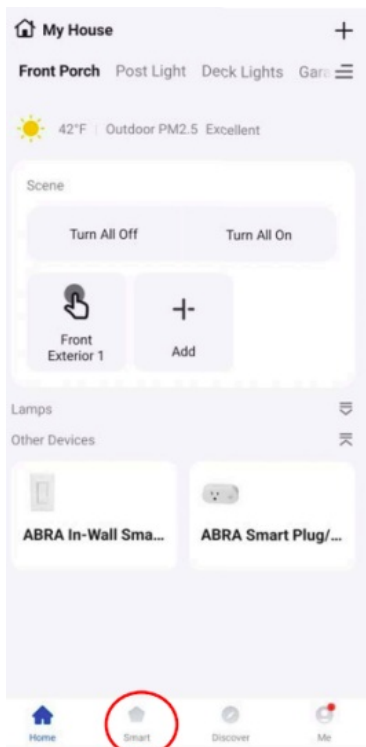 My House
Front Porch Post Light Deck Lights Gara
42°F Outdoor PM2.5 Excellent
Scene
Turn All Off Turn All On
Front
Exterior 1
Add
Lamps
Other Devices
ABRA In-Wall Sma... ABRA Smart Plug/...
Home Smart Discover Me